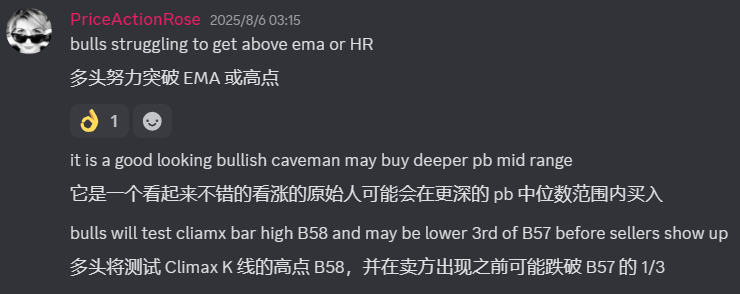 PriceActionRose 2025/8/6 03:15
bulls struggling to get above ema or HR
多头努力突破 EMA 或高点
👌 1
it is a good looking bullish caveman may buy deeper pb mid range
它是一个看起来不错的看涨的原始人可能会在更深的 pb 中位数范围内买入
bulls will test cliamx bar high B58 and may be lower 3rd of B57 before sellers show up
多头将测试 Climax K 线的高点 B58，并在卖方出现之前可能跌破 B57 的 1/3